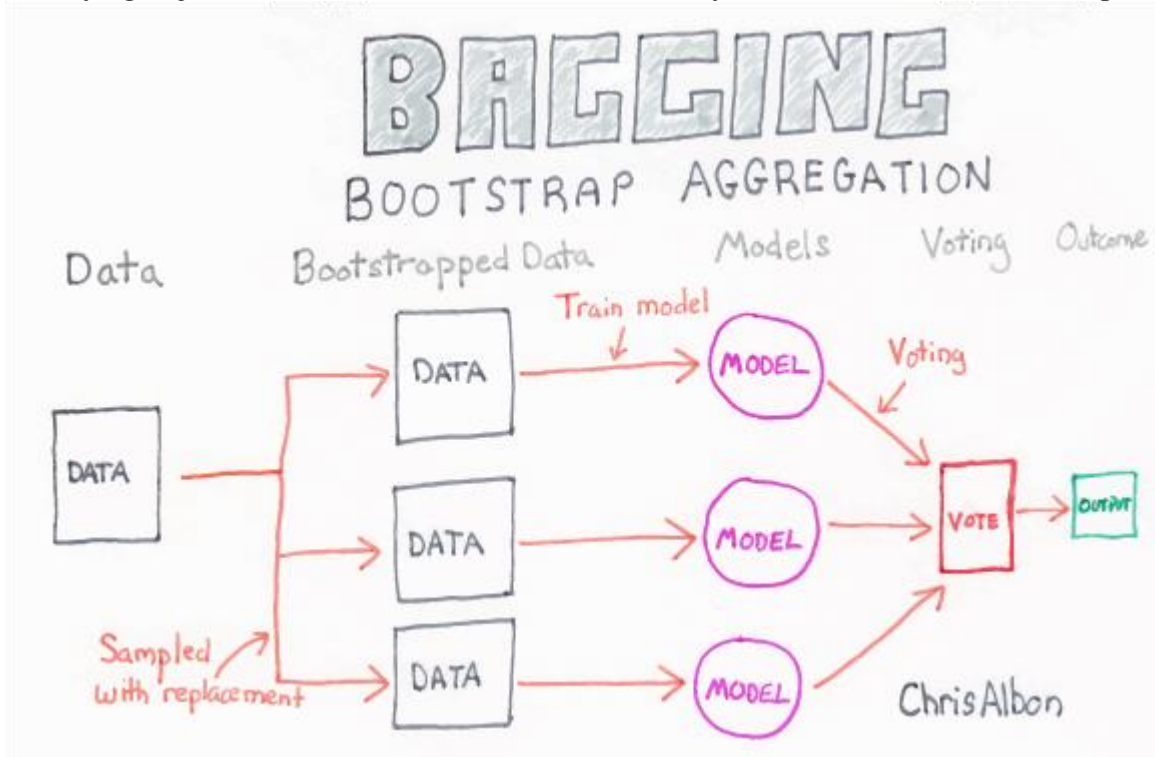 BAGGING
BOOTSTRAP AGGREGATION
Data
Bootstrapped Data
Models
Voting
Outcome
Train model
Voting
DATA
MODEL
DATA
DATA
MODEL
VOTE
OUTPUT
Sampled
with replacement
DATA
MODEL
ChrisAlbon